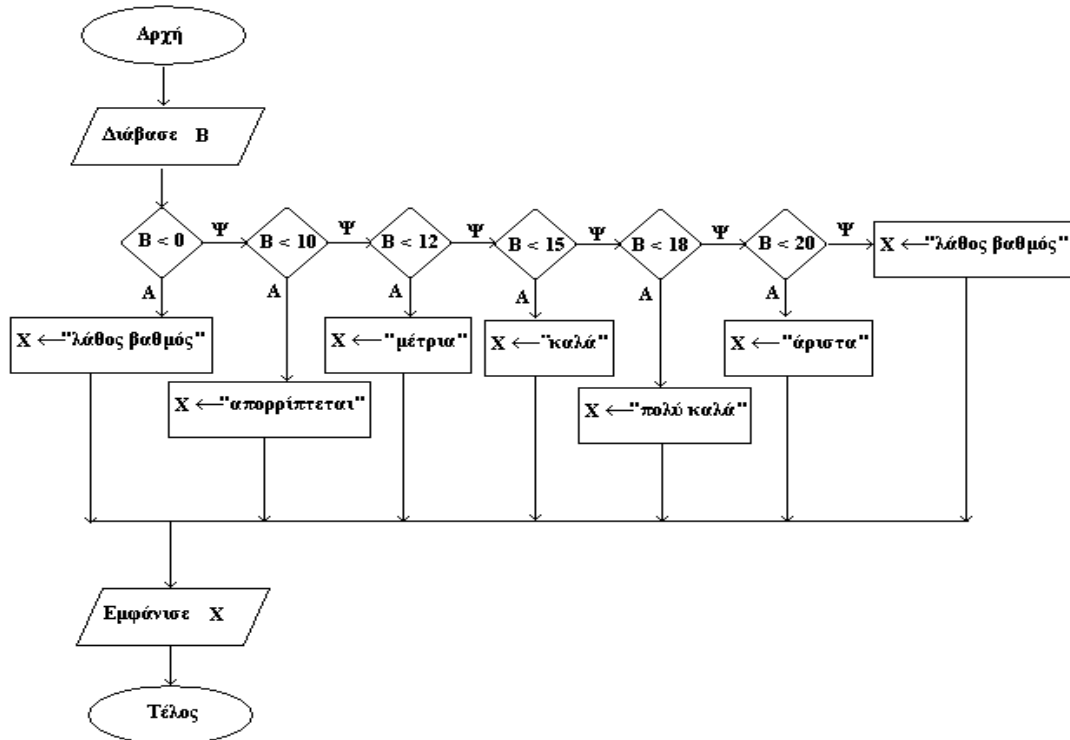 Αρχή
Διάβασε Β
Β < 0 Ψ Β < 10 Ψ Β < 12 Ψ Β < 15 Ψ Β < 18 Ψ Β < 20 Ψ Χ ← "λάθος βαθμός"
Α Α Α Α Α Α
Χ ← "λάθος βαθμός" Χ ← "μέτρια" Χ ← "καλά" Χ ← "άριστα"
Χ ← "απορρίπτεται" Χ ← "πολύ καλά"
Εμφάνισε Χ
Τέλος